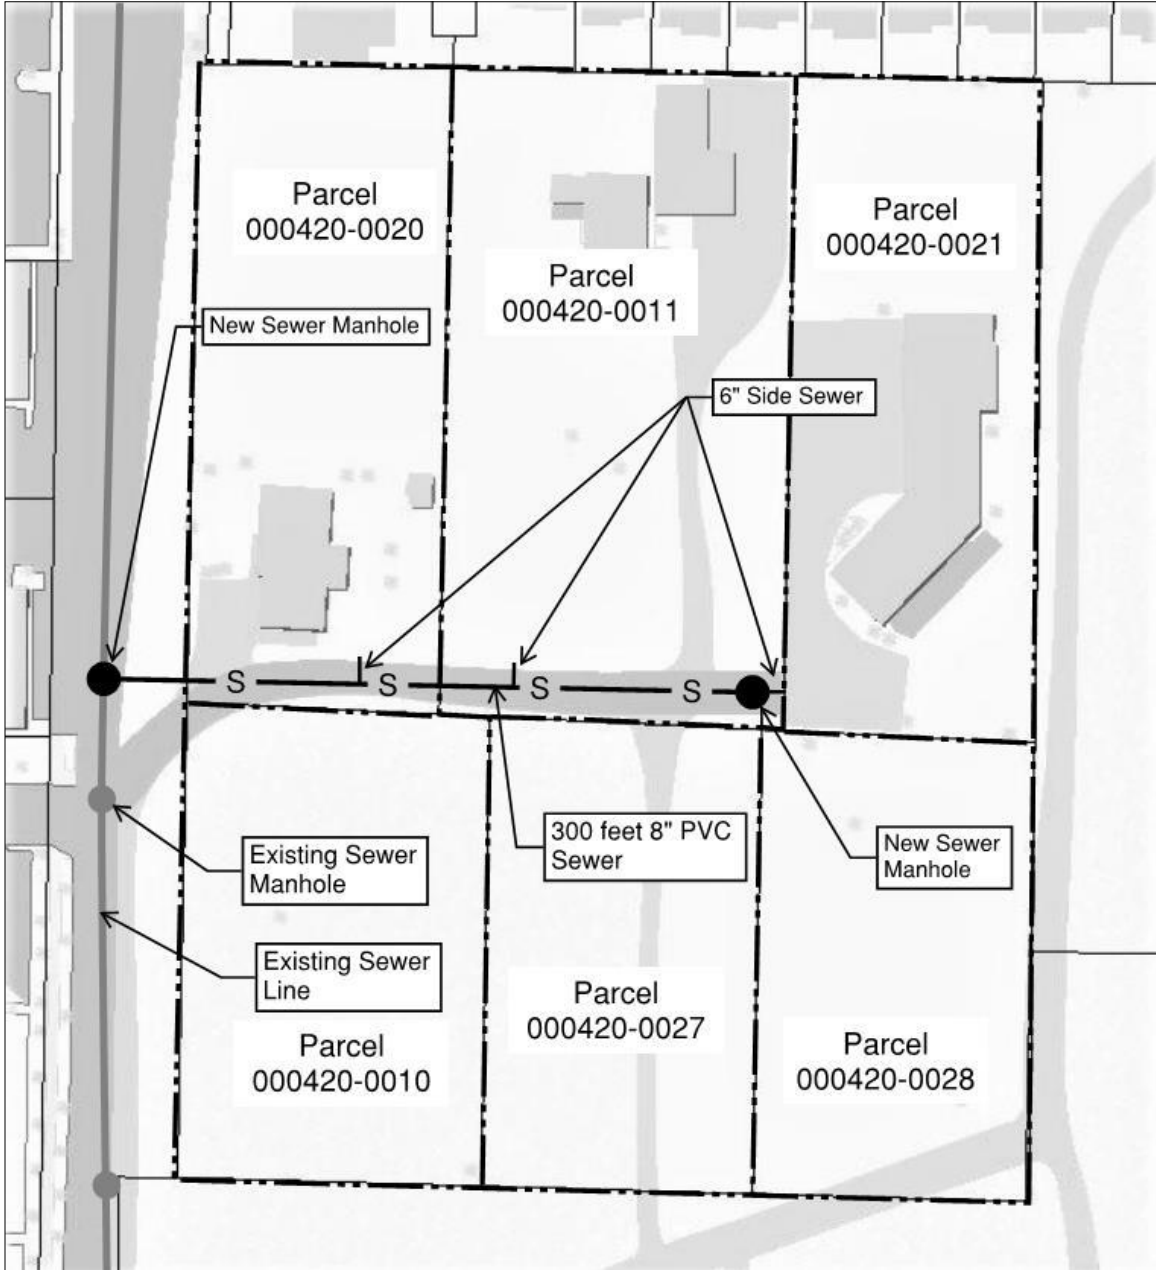 Parcel
000420-0020
Parcel
000420-0021
Parcel
000420-0011
New Sewer Manhole
6" Side Sewer
S
S
S
S
300 feet 8" PVC
Sewer
New Sewer
Manhole
Existing Sewer
Manhole
Existing Sewer
Line
Parcel
000420-0010
Parcel
000420-0027
Parcel
000420-0028